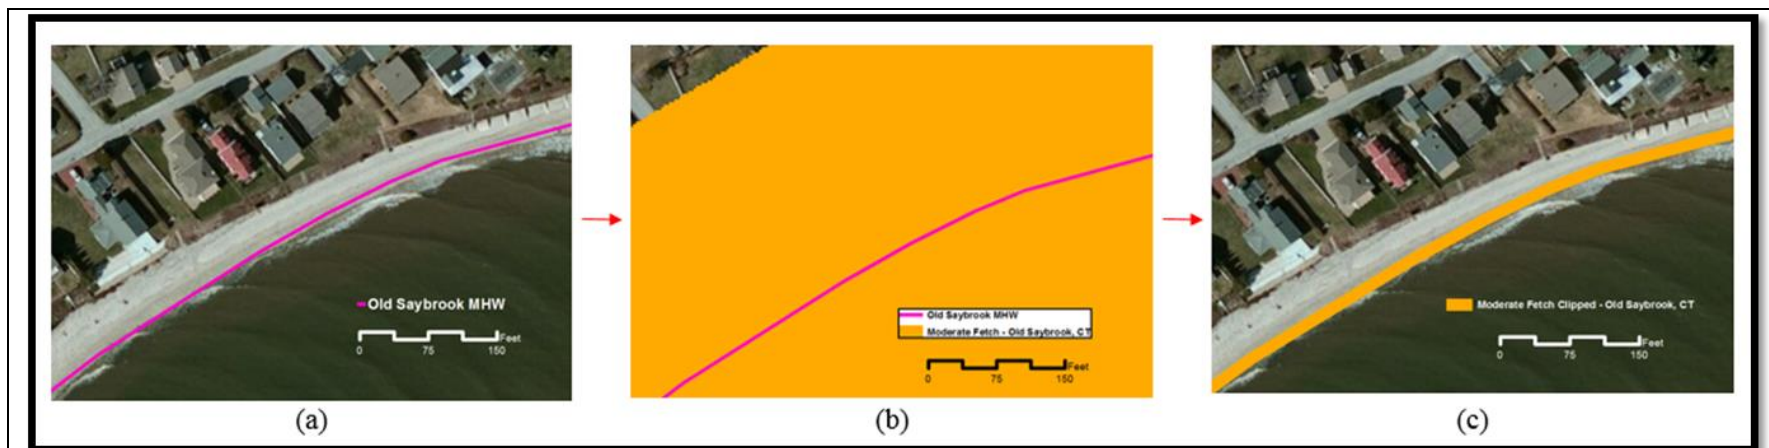 Old Saybrook MHW
Feet
0 75 150
(a)
Old Saybrook MHW
Moderate Fetch - Old Saybrook, CT
Feet
0 75 150
(b)
Moderate Fetch Clipped - Old Saybrook, CT
Feet
0 75 150
(c)